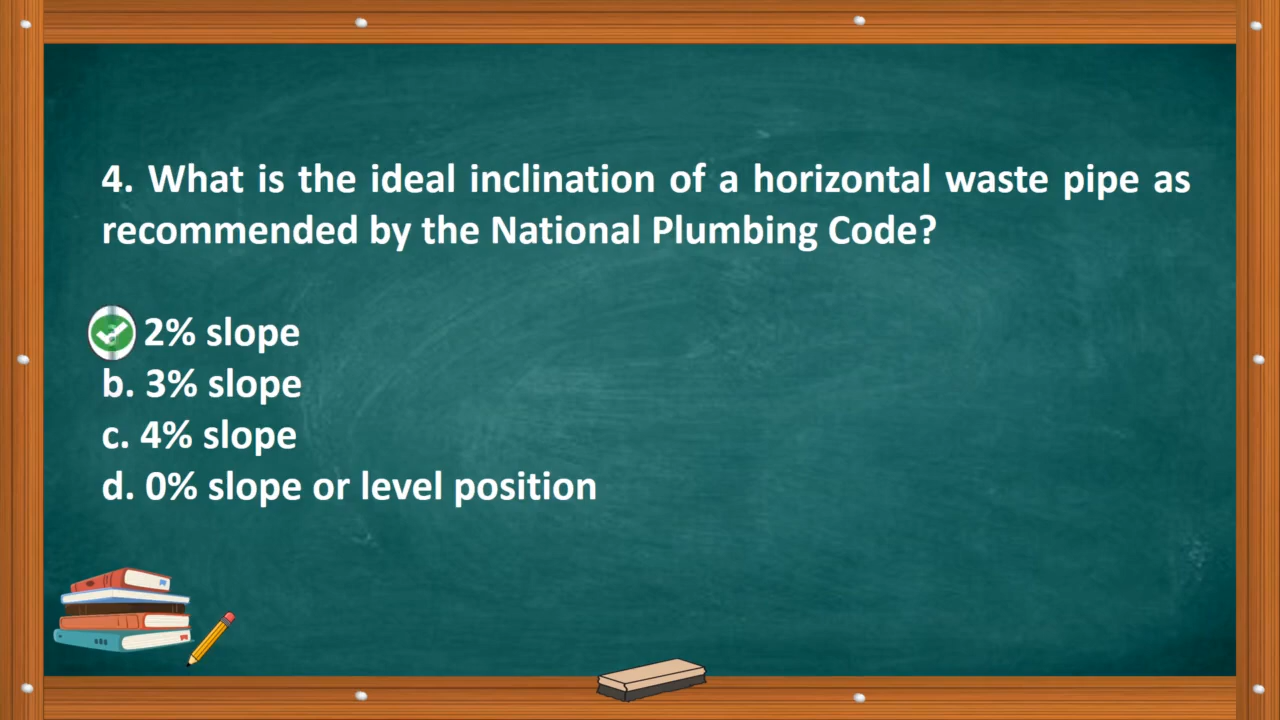 4. What is the ideal inclination of a horizontal waste pipe as
recommended by the National Plumbing Code?
2% slope
b. 3% slope
c. 4% slope
d. 0% slope or level position